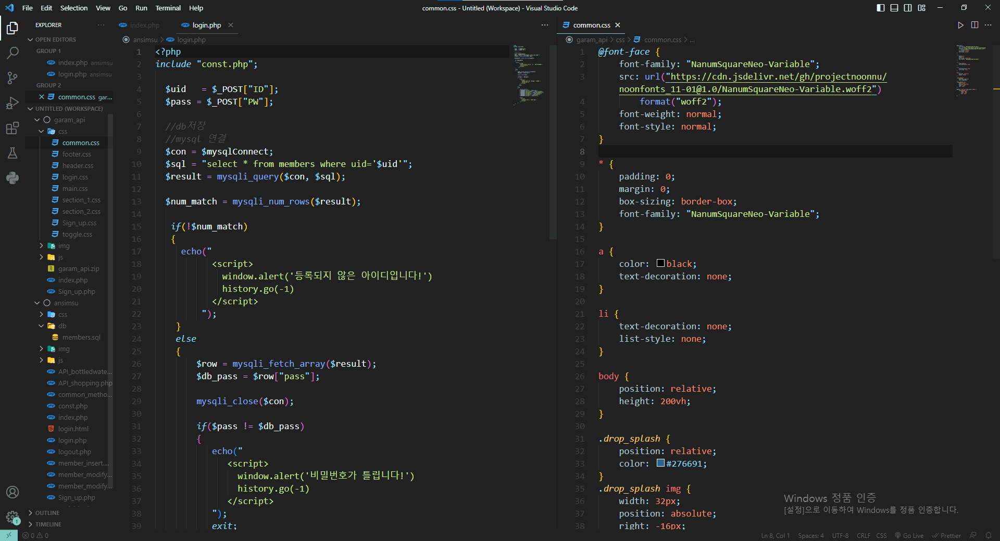 File Edit Selection View Go Run Terminal Help
common.css - Untitled (Workspace) - Visual Studio Code
EXPLORER
OPEN EDITORS
GROUP 1
index.php ansimsu
login.php ansimsu
GROUP 2
common.css gar...
UNTITLED (WORKSPACE)
garam_api
css
common.css
footer.css
header.css
login.css
main.css
section_1.css
section_2.css
Sign_up.css
toggle.css
img
js
garam_api.zip
index.php
Sign_up.php
ansimsu
css
db
members.sql
img
js
API_bottledwate...
API_shopping.php
common_metho...
const.php
index.php
login.html
login.php
logout.php
member_insert....
member_modify...
member_modify...
Sign_up.php
OUTLINE
TIMELINE
index.php login.php
ansimsu > login.php
1 <?php
2 include "const.php";
3
4 $uid   = $_POST["ID"];
5 $pass = $_POST["PW"];
6
7 //db저장
8 //mysql 연결
9 $con = $mysqlConnect;
10 $sql = "select * from members where uid='$uid'";
11 $result = mysqli_query($con, $sql);
12
13 $num_match = mysqli_num_rows($result);
14
15 if(!$num_match)
16 {
17 echo("
18 <script>
19 window.alert('등록되지 않은 아이디입니다!')
20 history.go(-1)
21 </script>
22 ");
23 }
24 else
25 {
26 $row = mysqli_fetch_array($result);
27 $db_pass = $row["pass"];
28
29 mysqli_close($con);
30
31 if($pass != $db_pass)
32 {
33 echo("
34 <script>
35 window.alert('비밀번호가 틀립니다!')
36 history.go(-1)
37 </script>
38 ");
39 exit;
common.css
garam_api > css > common.css > ...
1 @font-face {
2 font-family: "NanumSquareNeo-Variable";
3 src: url("https://cdn.jsdelivr.net/gh/projectnoonnu/
noonfonts_11-01@1.0/NanumSquareNeo-Variable.woff2")
4 format("woff2");
5 font-weight: normal;
6 font-style: normal;
7 }
8
9 * {
10 padding: 0;
11 margin: 0;
12 box-sizing: border-box;
13 font-family: "NanumSquareNeo-Variable";
14 }
15
16 a {
17 color: black;
18 text-decoration: none;
19 }
20
21 li {
22 text-decoration: none;
23 list-style: none;
24 }
25
26 body {
27 position: relative;
28 height: 200vh;
29 }
30
31 .drop_splash {
32 position: relative;
33 color: #276691;
34 }
35 .drop_splash img {
36 width: 32px;
37 position: absolute;
38 right: -16px;
Windows 정품 인증
[설정]으로 이동하여 Windows를 정품 인증합니다.
1
0 0
Ln 8, Col 1 Spaces: 4 UTF-8 CRLF CSS Go Live Prettier